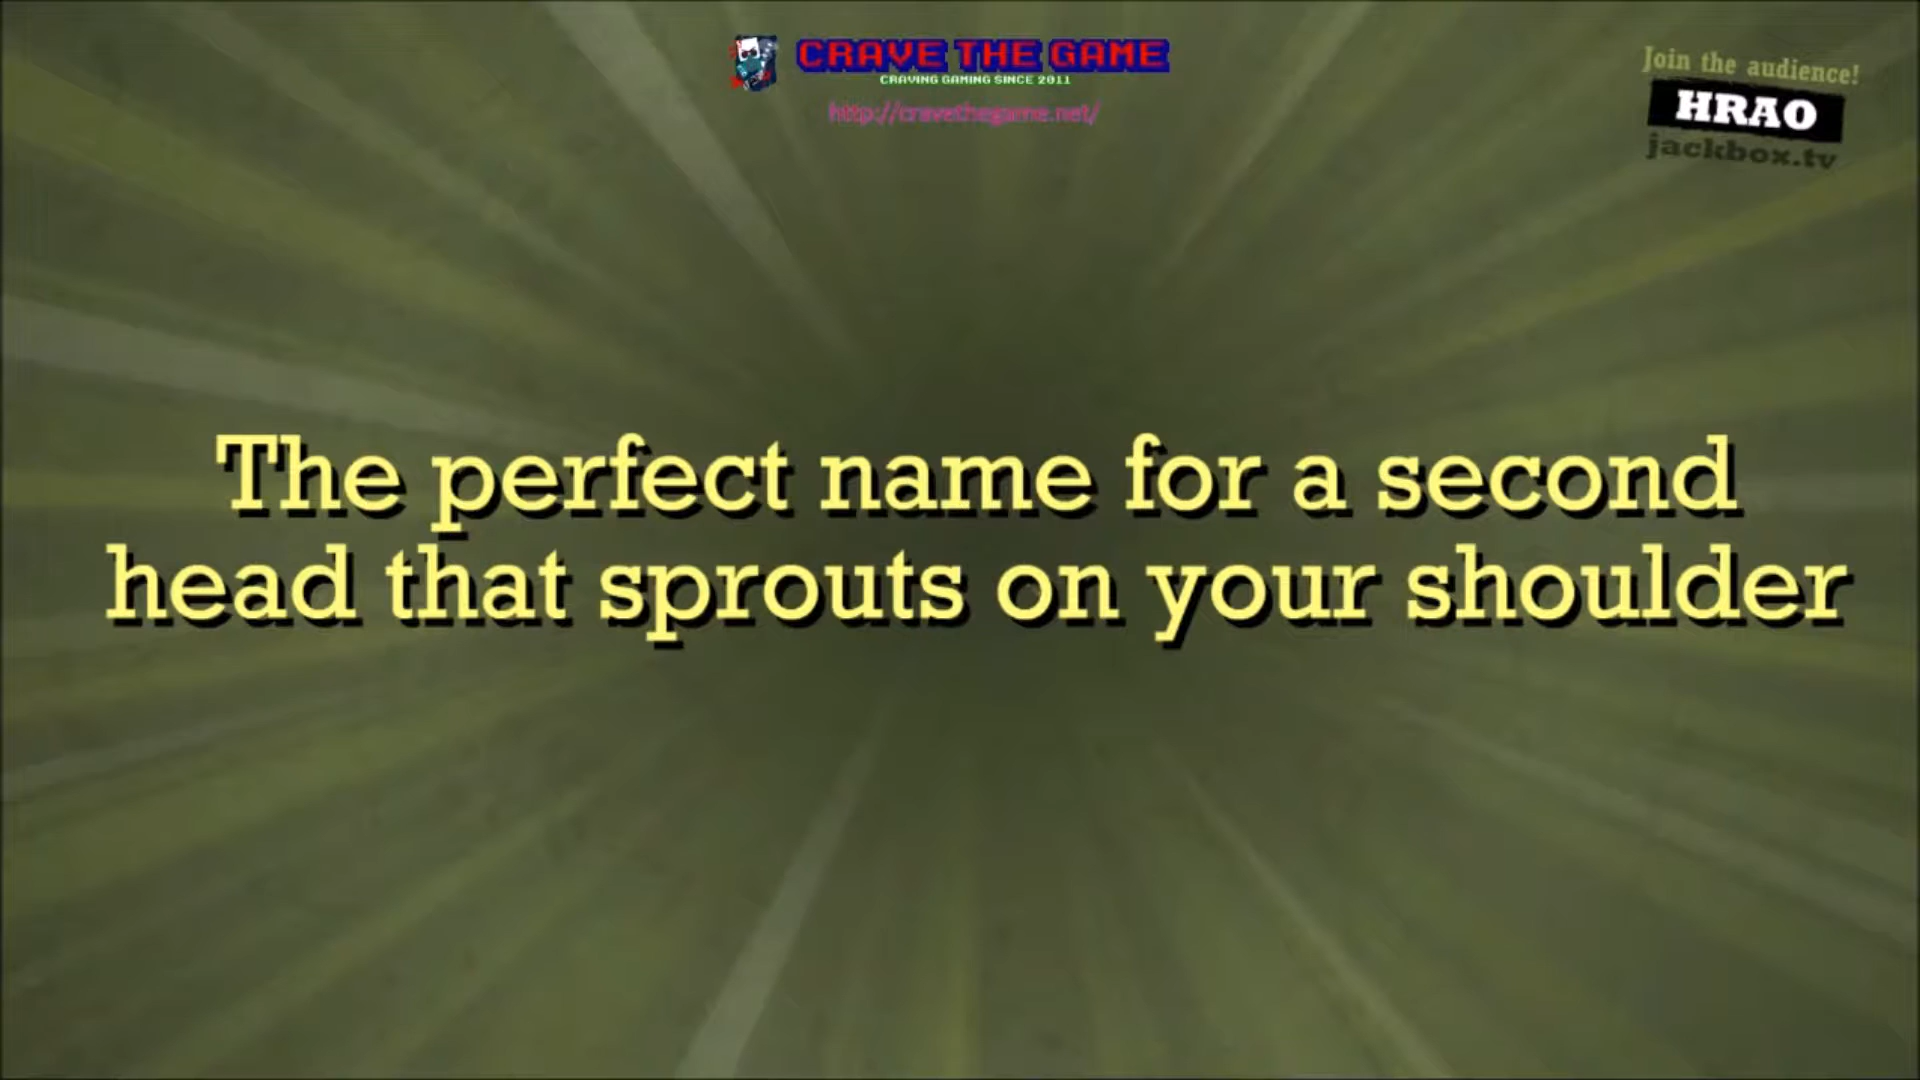 CRAVE THE GAME
CRAVING GAMING SINCE 2011
http://cravethegame.net/
Join the audience!
HRAO
jackbox.tv
The perfect name for a second
head that sprouts on your shoulder